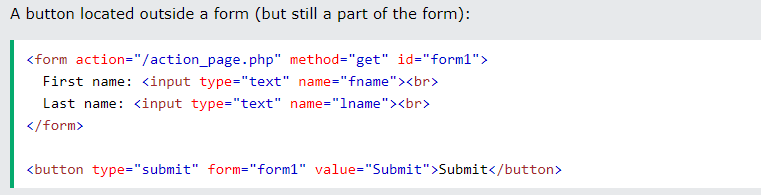 A button located outside a form (but still a part of the form):
<form action="/action_page.php" method="get" id="form1">
First name: <input type="text" name="fname"><br>
Last name: <input type="text" name="lname"><br>
</form>
<button type="submit" form="form1" value="Submit">Submit</button>